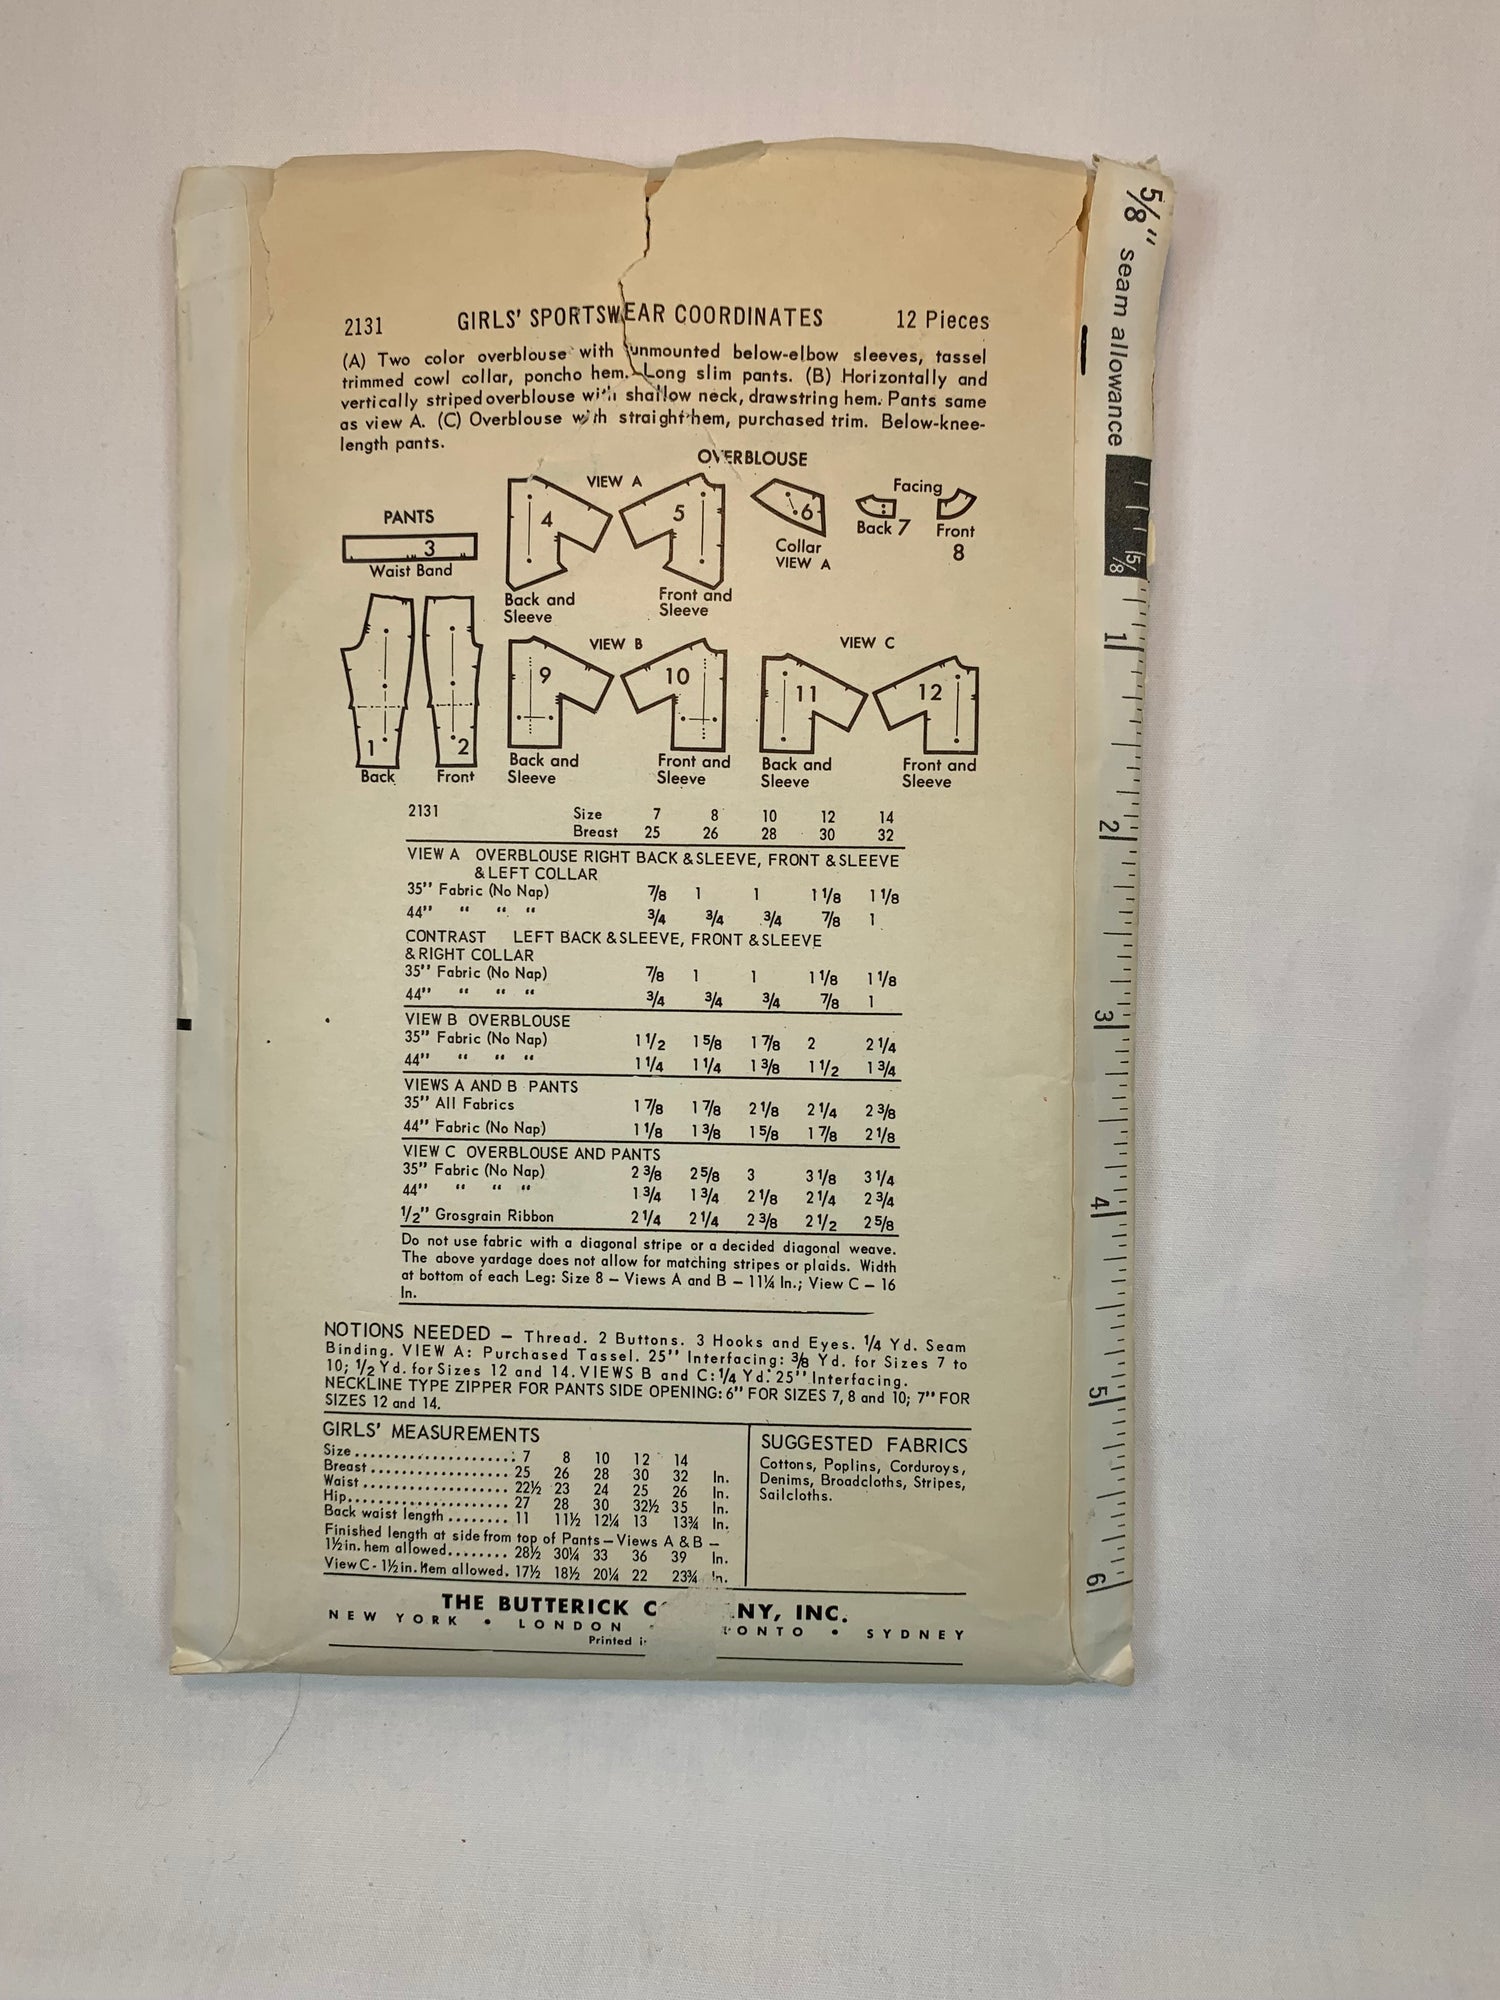 5/8" seam allowance
2131 GIRLS' SPORTSWEAR COORDINATES 12 Pieces
(A) Two color overblouse with unmounted below-elbow sleeves, tassel
trimmed cowl collar, poncho hem. Long slim pants. (B) Horizontally and
vertically striped overblouse with shallow neck, drawstring hem. Pants same
as view A. (C) Overblouse with straight hem, purchased trim. Below-knee-
length pants.
OVERBLOUSE
PANTS
3
Waist Band
1
Back
2
Front
VIEW A
4
Back and
Sleeve
5
Front and
Sleeve
6
Collar
VIEW A
Facing
Back 7
Front
8
VIEW B
9
Back and
Sleeve
10
Front and
Sleeve
VIEW C
11
Back and
Sleeve
12
Front and
Sleeve
2131 Size 7 8 10 12 14
Breast 25 26 28 30 32
VIEW A OVERBLOUSE RIGHT BACK & SLEEVE, FRONT & SLEEVE
& LEFT COLLAR
35" Fabric (No Nap) 7/8 1 1 1 1/8 1 1/8
44" " " " 3/4 3/4 3/4 7/8 1
CONTRAST LEFT BACK & SLEEVE, FRONT & SLEEVE
& RIGHT COLLAR
35" Fabric (No Nap) 7/8 1 1 1 1/8 1 1/8
44" " " " 3/4 3/4 3/4 7/8 1
VIEW B OVERBLOUSE
35" Fabric (No Nap) 1 1/2 1 5/8 1 7/8 2 2 1/4
44" " " " 1 1/4 1 1/4 1 3/8 1 1/2 1 3/4
VIEWS A AND B PANTS
35" All Fabrics 1 7/8 1 7/8 2 1/8 2 1/4 2 3/8
44" Fabric (No Nap) 1 1/8 1 3/8 1 5/8 1 7/8 2 1/8
VIEW C OVERBLOUSE AND PANTS
35" Fabric (No Nap) 2 3/8 2 5/8 3 3 1/8 3 1/4
44" " " " 1 3/4 1 3/4 2 1/8 2 1/4 2 3/4
1/2" Grosgrain Ribbon 2 1/4 2 1/4 2 3/8 2 1/2 2 5/8
Do not use fabric with a diagonal stripe or a decided diagonal weave.
The above yardage does not allow for matching stripes or plaids. Width
at bottom of each Leg: Size 8 – Views A and B – 11¼ In.; View C – 16
In.
NOTIONS NEEDED – Thread. 2 Buttons. 3 Hooks and Eyes. 1/4 Yd. Seam
Binding. VIEW A: Purchased Tassel. 25" Interfacing: 3/8 Yd. for Sizes 7 to
10; 1/2 Yd. for Sizes 12 and 14. VIEWS B and C: 1/4 Yd. 25" Interfacing.
NECKLINE TYPE ZIPPER FOR PANTS SIDE OPENING: 6" FOR SIZES 7, 8 and 10; 7" FOR
SIZES 12 and 14.
GIRLS' MEASUREMENTS
Size 7 8 10 12 14
Breast 25 26 28 30 32 In.
Waist 22½ 23 24 25 26 In.
Hip 27 28 30 32½ 35 In.
Back waist length 11 11½ 12¼ 13 13¾ In.
Finished length at side from top of Pants – Views A & B –
1½ in. hem allowed 28½ 30¼ 33 36 39 In.
View C - 1½ in. Hem allowed. 17½ 18½ 20¼ 22 23¾ In.
SUGGESTED FABRICS
Cottons, Poplins, Corduroys,
Denims, Broadcloths, Stripes,
Sailcloths.
THE BUTTERICK C NY, INC.
NEW YORK • LONDON • ONTO • SYDNEY
Printed i
5/8
1
2
3
4
5
6